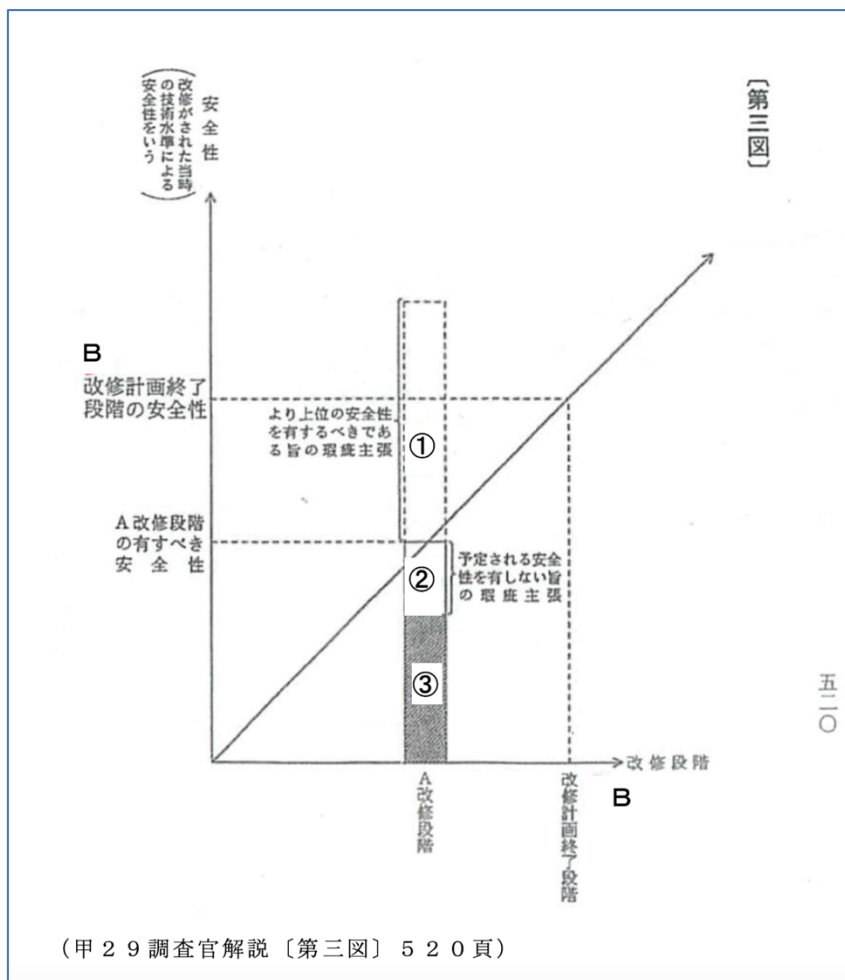 〔第三図〕
安全性
(改修がされた当時
の技術水準による
安全性をいう)
B
改修計画終了
段階の安全性
より上位の安全性
を有するべきであ
る旨の瑕疵主張
①
A改修段階
の有すべき
安全性
②
予定される安全
性を有しない旨
の瑕疵主張
③
五二〇
改修段階
A改修段階
改修計画終了段階
B
(甲29調査官解説〔第三図〕520頁)